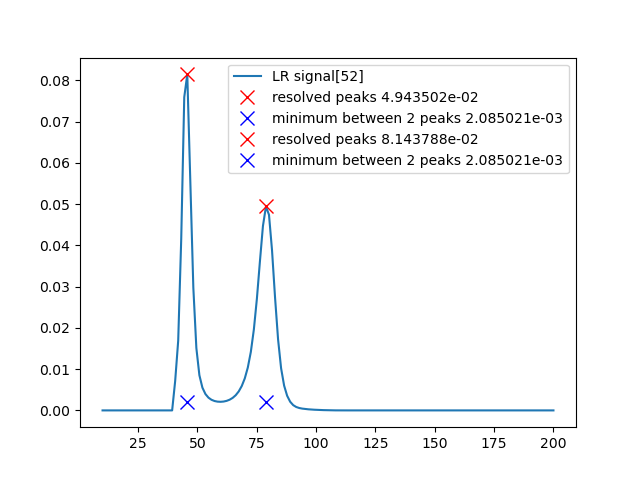 LR signal[52]
resolved peaks 4.943502e-02
minimum between 2 peaks 2.085021e-03
resolved peaks 8.143788e-02
minimum between 2 peaks 2.085021e-03
0.08
0.07
0.06
0.05
0.04
0.03
0.02
0.01
0.00
25 50 75 100 125 150 175 200